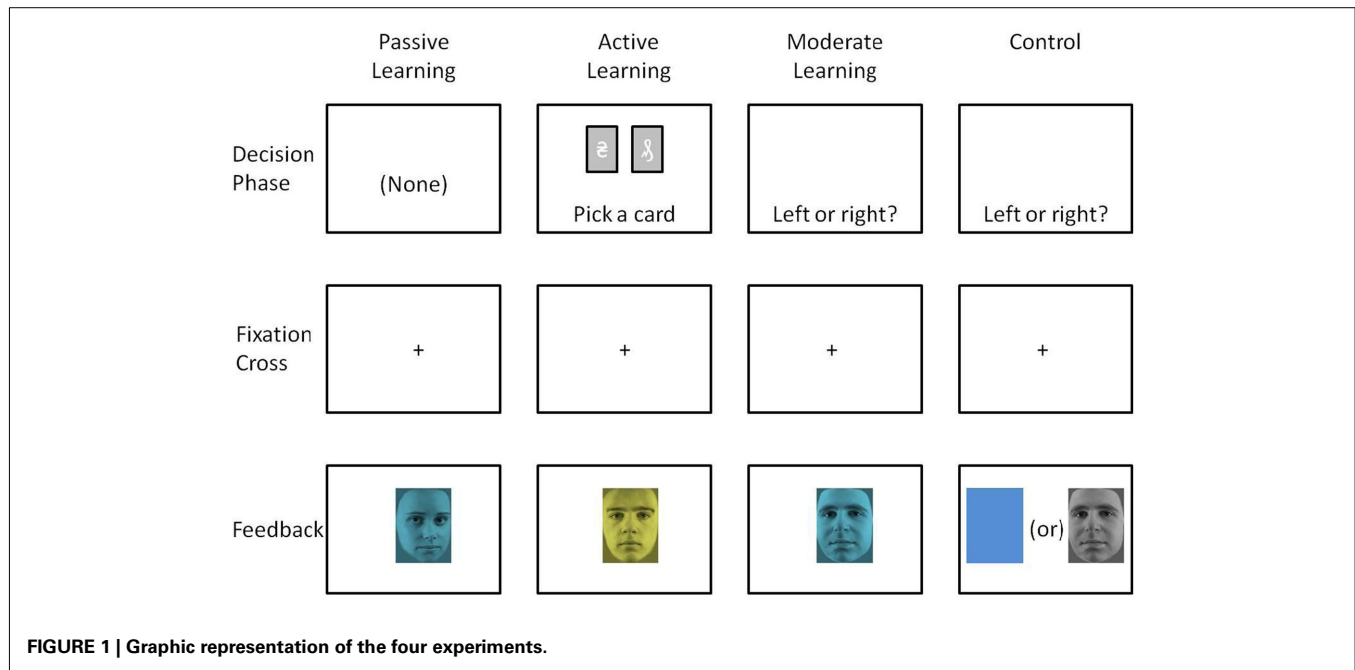 Passive
Learning
Active
Learning
Moderate
Learning
Control
Decision
Phase
(None)
₴
Pick a card
Left or right?
Left or right?
Fixation
Cross
+
+
+
+
Feedback
(or)
FIGURE 1 | Graphic representation of the four experiments.